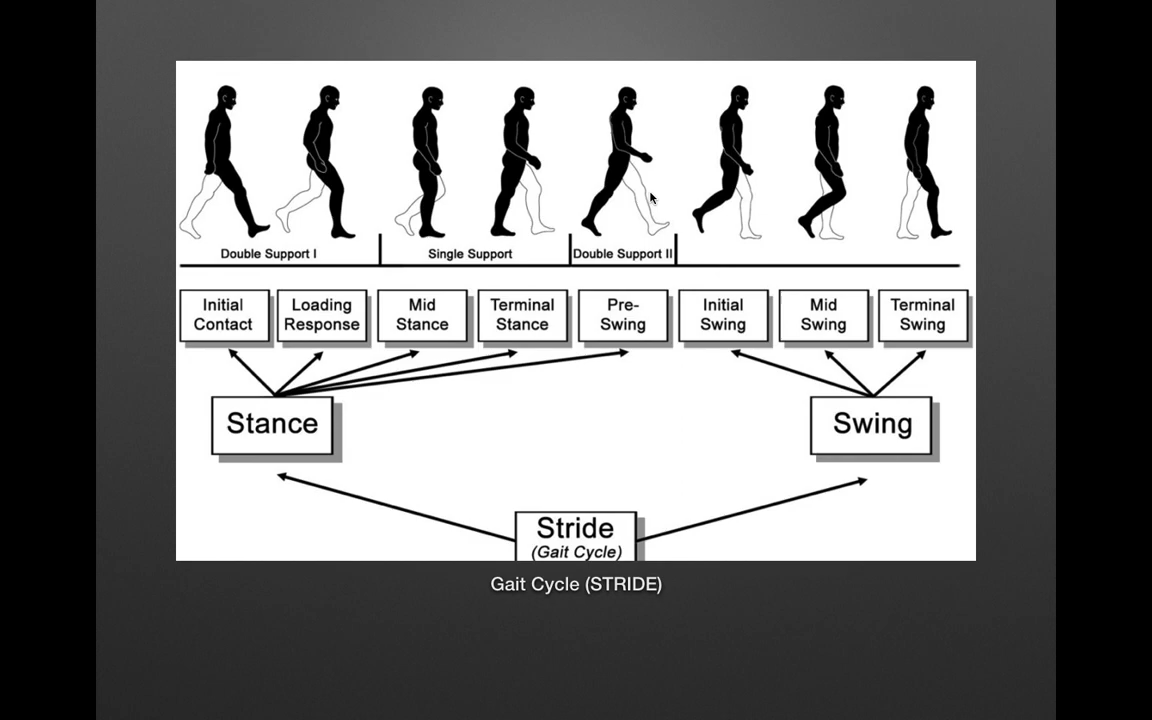 Double Support I
Single Support
Double Support II
Initial
Contact
Loading
Response
Mid
Stance
Terminal
Stance
Pre-
Swing
Initial
Swing
Mid
Swing
Terminal
Swing
Stance
Swing
Stride
(Gait Cycle)
Gait Cycle (STRIDE)